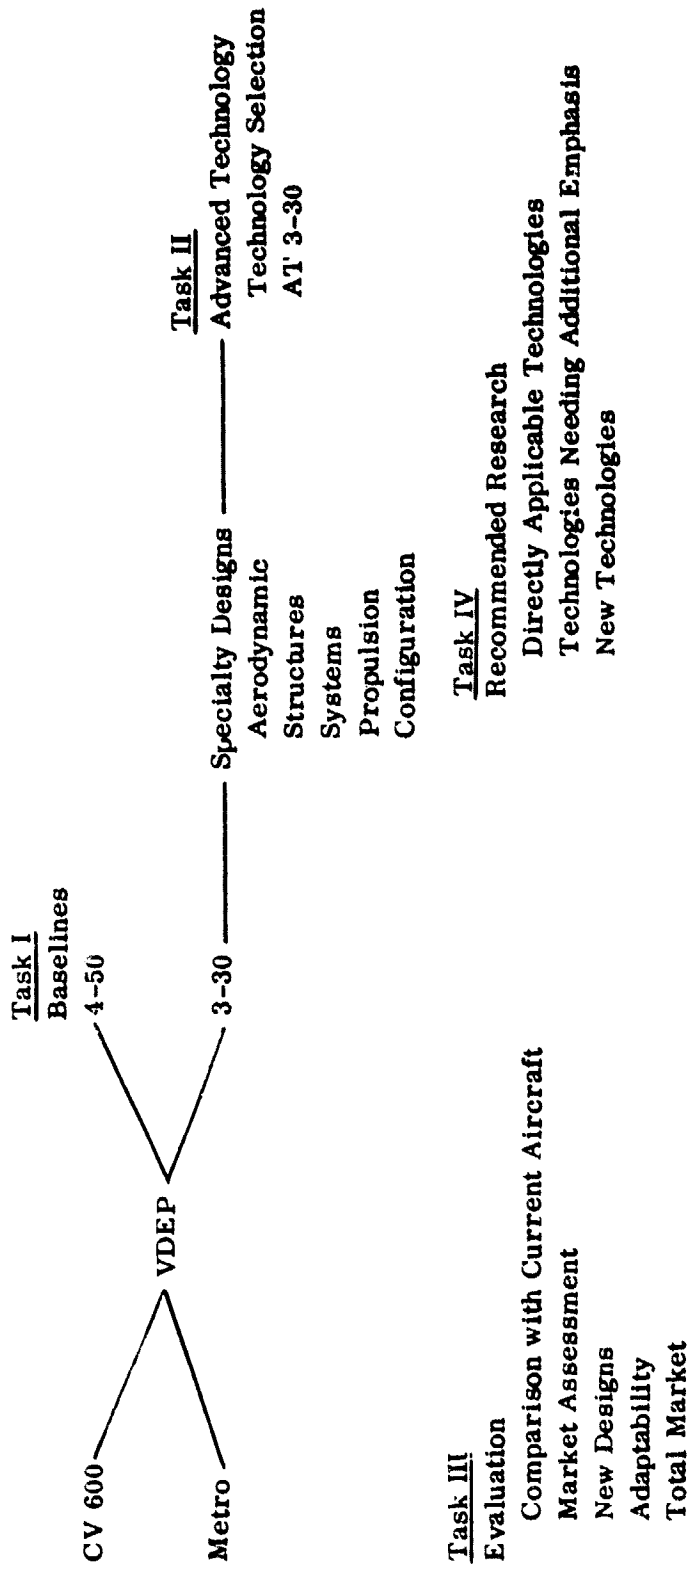 Task I
Baselines
CV 600
4-50
VDEP
Metro
3-30
Specialty Designs
Aerodynamic
Structures
Systems
Propulsion
Configuration
Task II
Advanced Technology
Technology Selection
AT 3-30
Task III
Evaluation
Comparison with Current Aircraft
Market Assessment
New Designs
Adaptability
Total Market
Task IV
Recommended Research
Directly Applicable Technologies
Technologies Needing Additional Emphasis
New Technologies